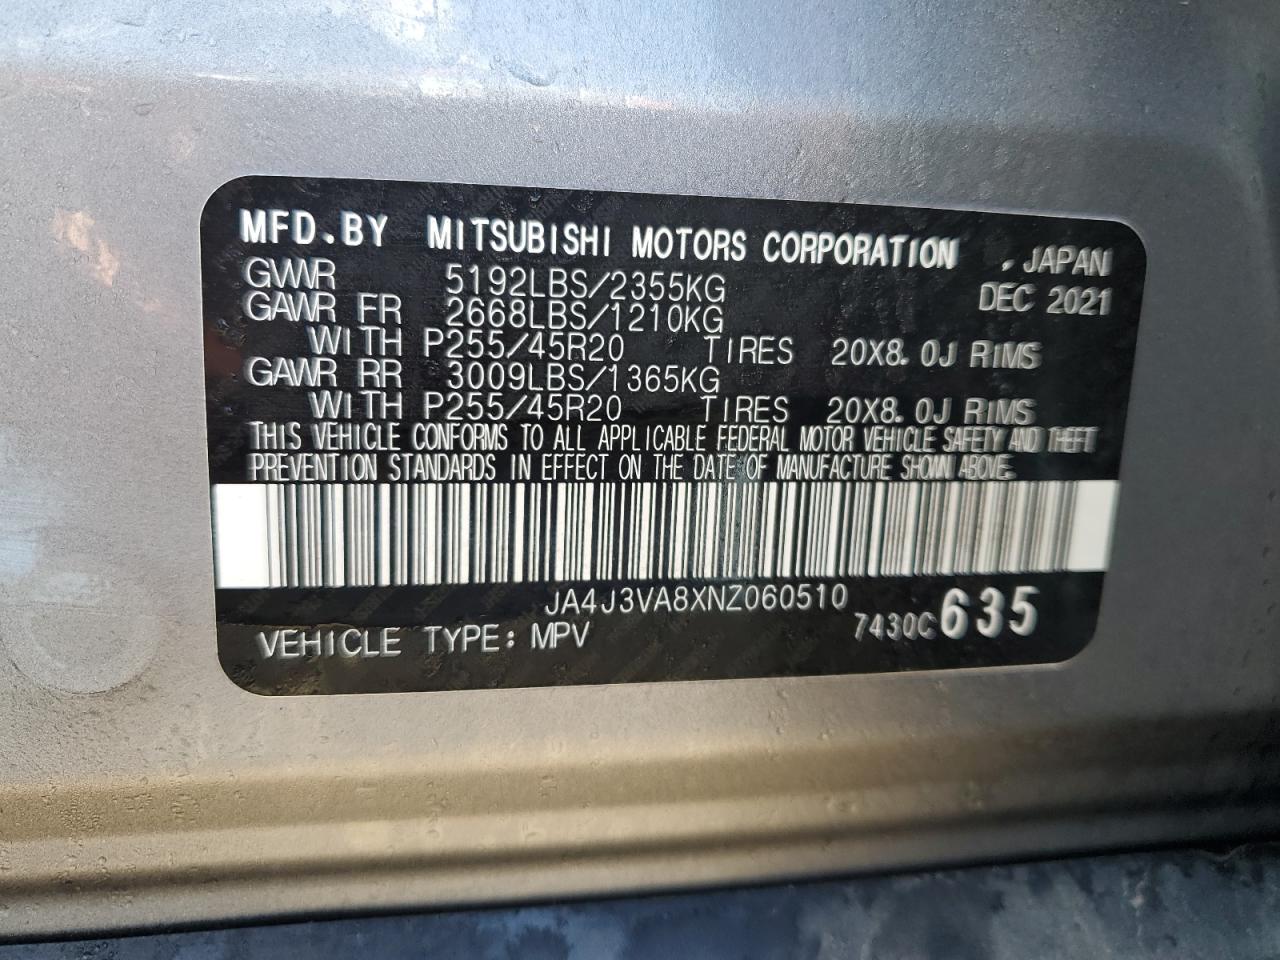 MFD.BY MITSUBISHI MOTORS CORPORATION , JAPAN
GVWR 5192LBS/2355KG DEC 2021
GAWR FR 2668LBS/1210KG
WITH P255/45R20 TIRES 20X8.0J RIMS
GAWR RR 3009LBS/1365KG
WITH P255/45R20 TIRES 20X8.0J RIMS
THIS VEHICLE CONFORMS TO ALL APPLICABLE FEDERAL MOTOR VEHICLE SAFETY AND THEFT
PREVENTION STANDARDS IN EFFECT ON THE DATE OF MANUFACTURE SHOWN ABOVE.
JA4J3VA8XNZ060510
VEHICLE TYPE: MPV 7430C635